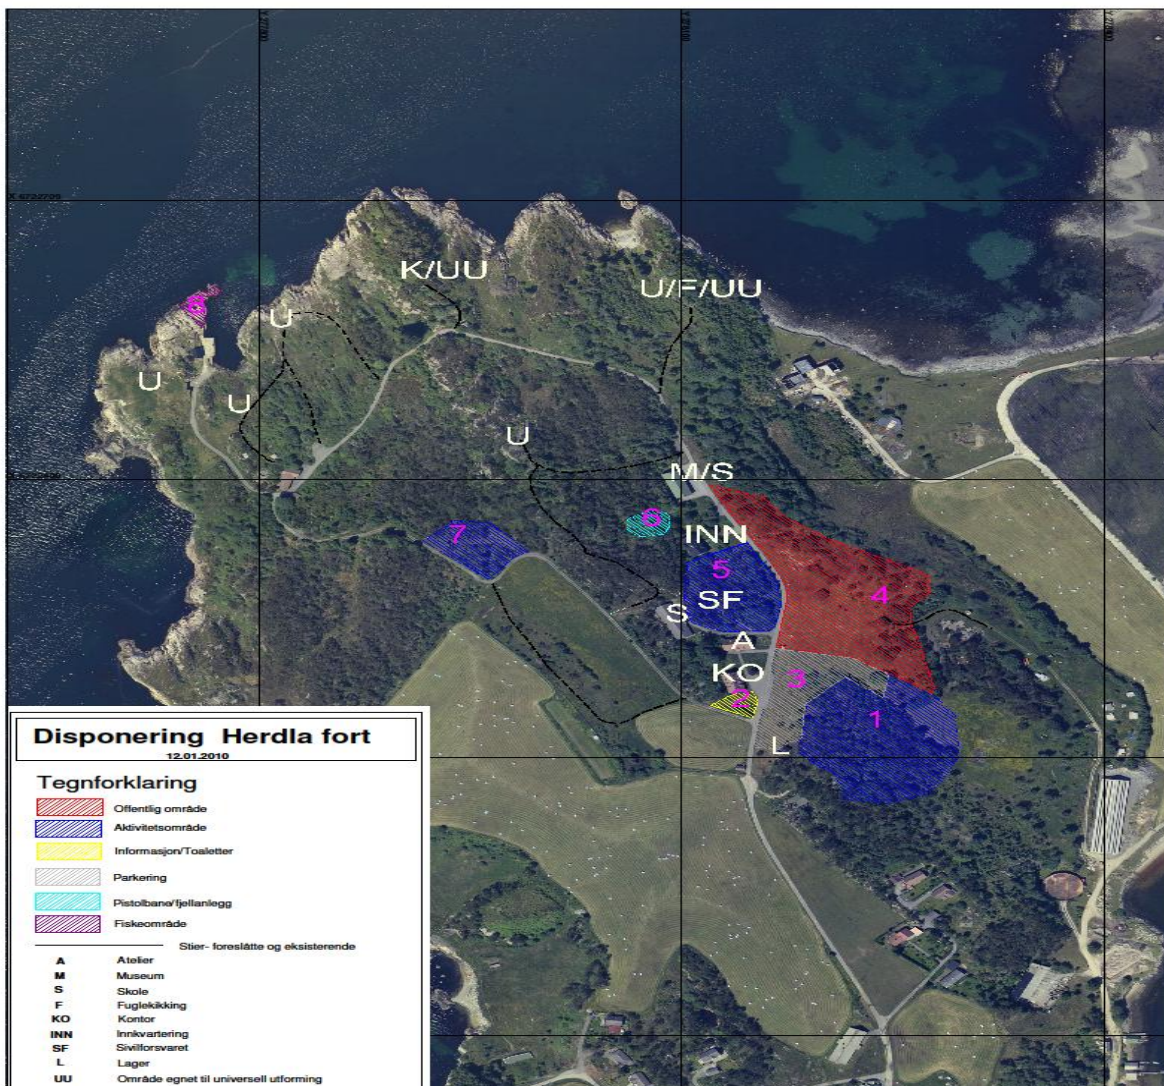 K/UU
U/F/UU
8
U
U
U
U
M/S
6
7
INN
5
SF
4
S
A
KO
3
2
1
L
Disponering Herdla fort
12.01.2010
Tegnforklaring
Offentlig område
Aktivitetsområde
Informasjon/Toaletter
Parkering
Pistolbane/fjellanlegg
Fiskeområde
Stier- foreslåtte og eksisterende
A Atelier
M Museum
S Skole
F Fuglekikking
KO Kontor
INN Innkvartering
SF Sivilforsvaret
L Lager
UU Område egnet til universell utforming